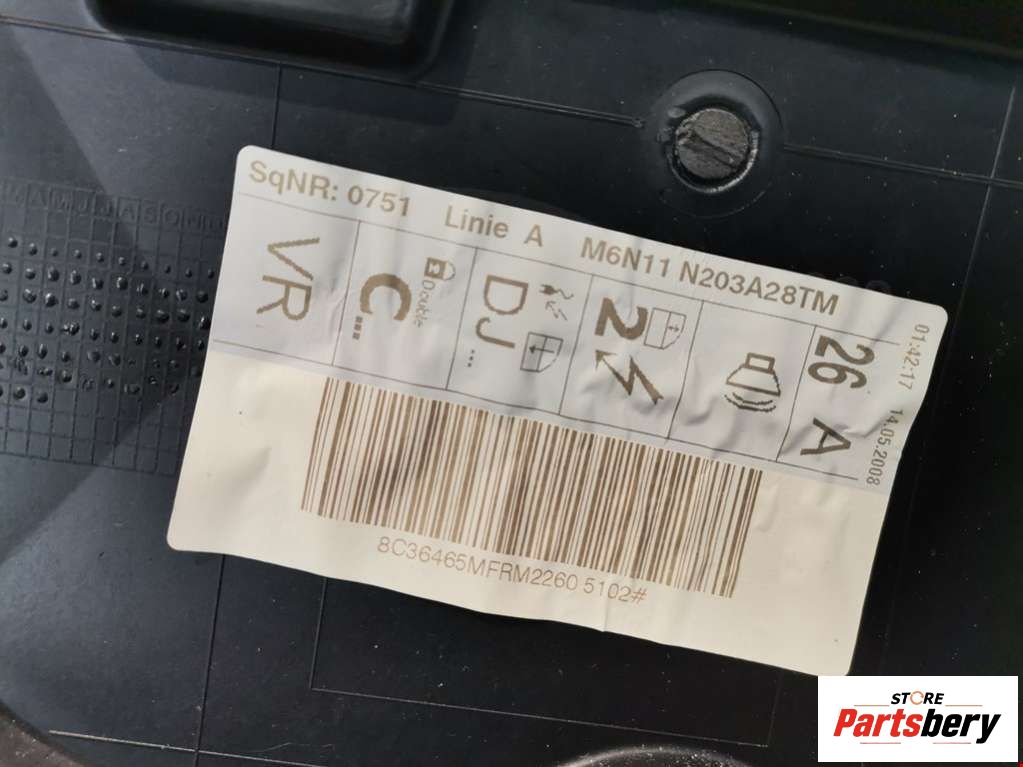 SqNR: 0751 Linie A M6N11 N203A28TM
VR
C...
Double
DJ...
2
26 A
01:42:17 14.05.2008
8C36465MFRM2260 5102#
STORE
Partsbery